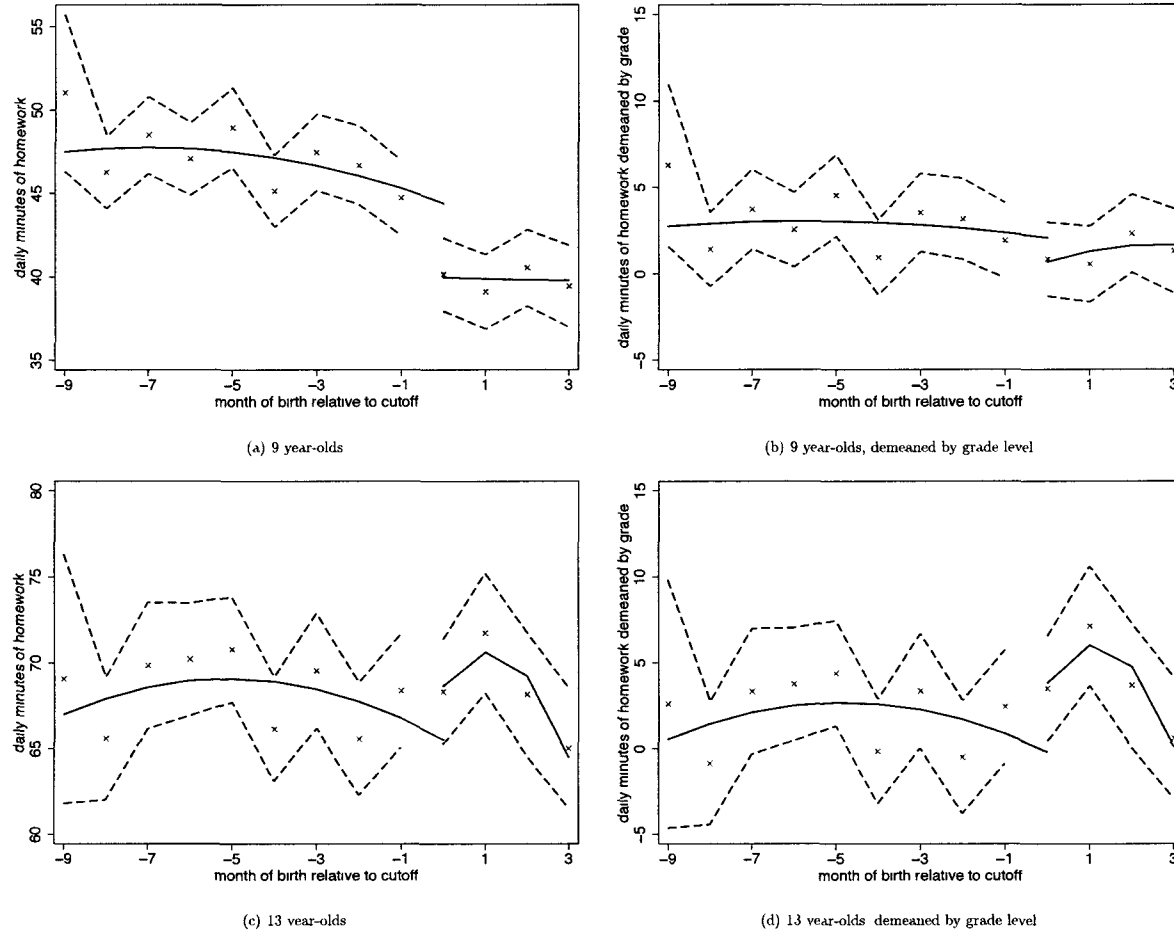 daily minutes of homework
55
50
45
40
35
−9 −7 −5 −3 −1 1 3
month of birth relative to cutoff
(a) 9 year-olds
daily minutes of homework demeaned by grade
15
10
5
0
−5
−9 −7 −5 −3 −1 1 3
month of birth relative to cutoff
(b) 9 year-olds, demeaned by grade level
daily minutes of homework
80
75
70
65
60
−9 −7 −5 −3 −1 1 3
month of birth relative to cutoff
(c) 13 year-olds
daily minutes of homework demeaned by grade
15
10
5
0
−5
−9 −7 −5 −3 −1 1 3
month of birth relative to cutoff
(d) 13 year-olds demeaned by grade level